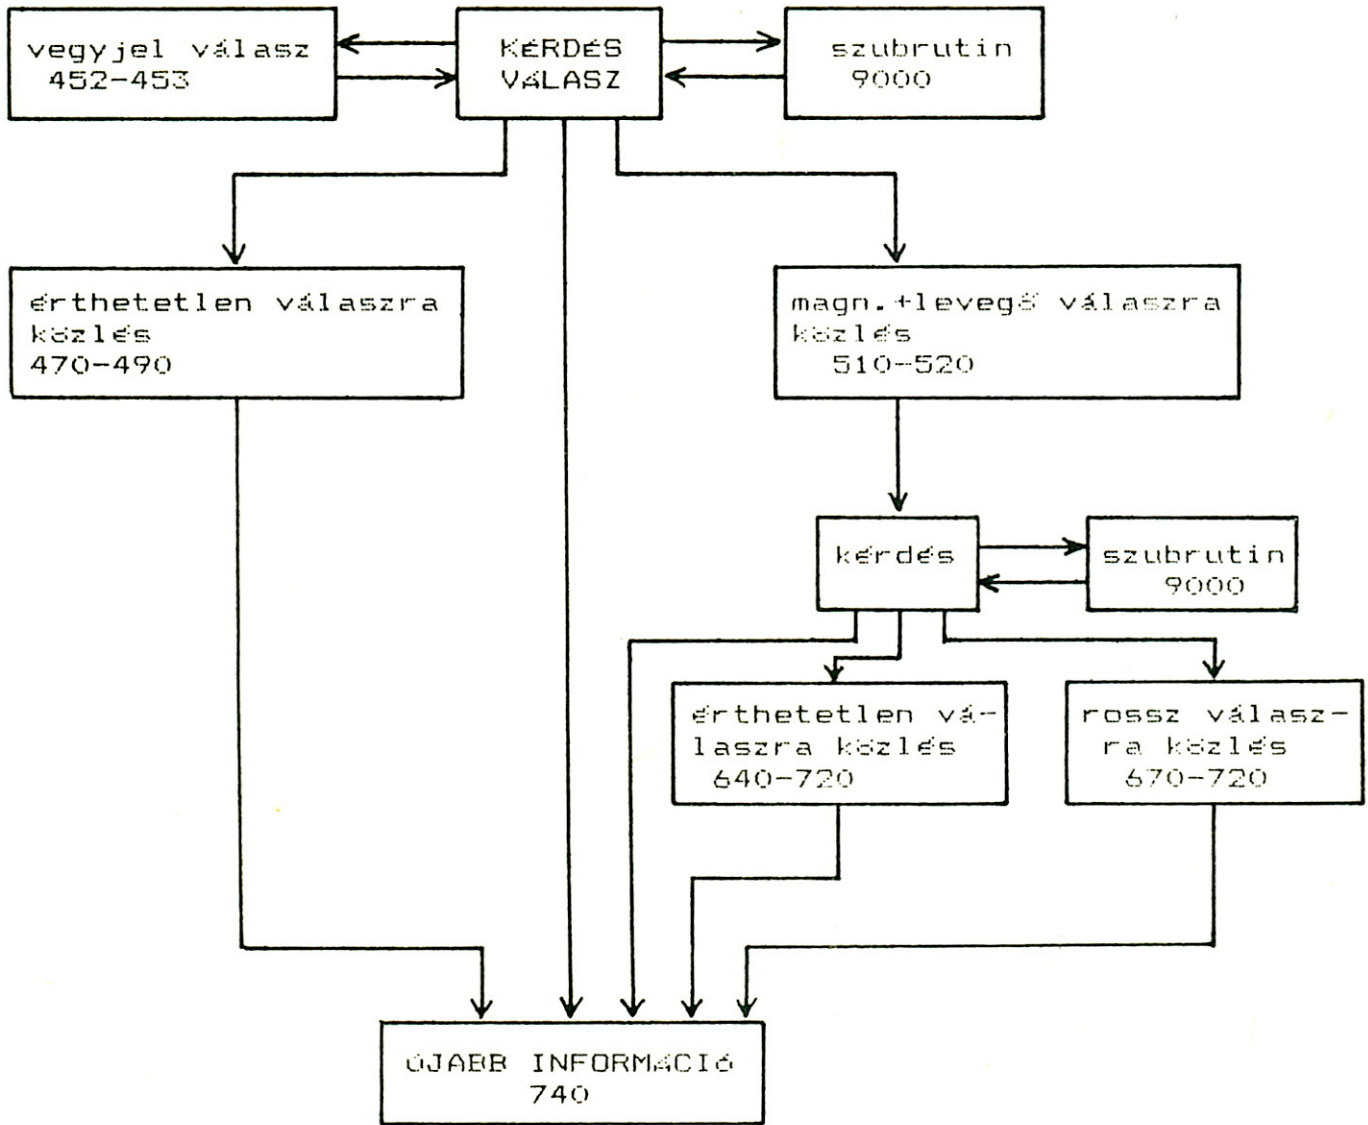 vegyjel válasz
452-453
KÉRDÉS
VÁLASZ
szubrutin
9000
érthetetlen válaszra
közlés
470-490
magn.+levegő válaszra
közlés
510-520
kérdés
szubrutin
9000
érthetetlen vá-
laszra közlés
640-720
rossz válasz-
ra közlés
670-720
ÚJABB INFORMÁCIÓ
740